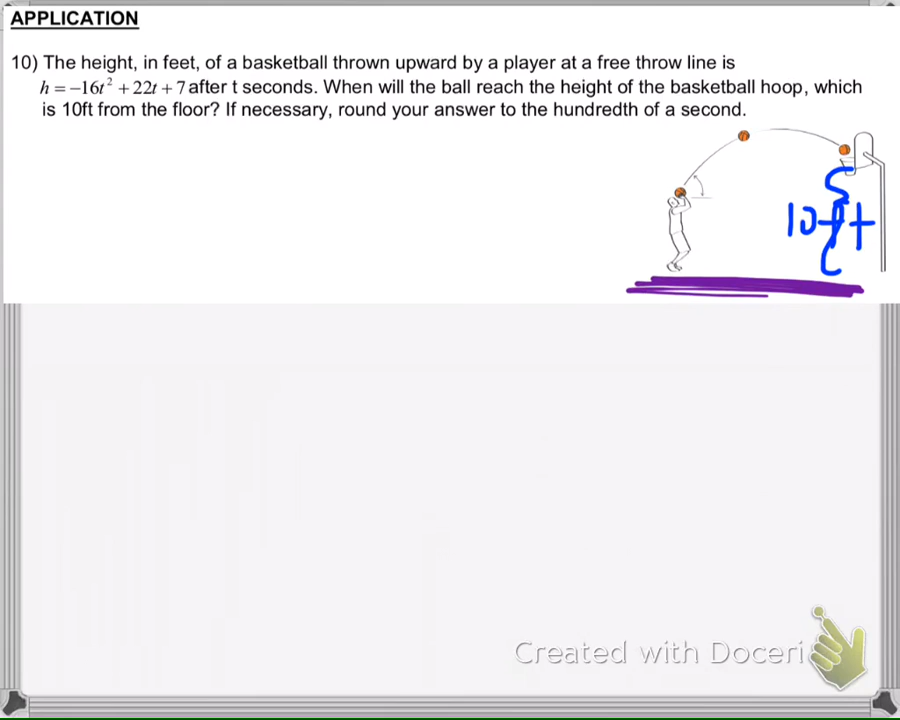 APPLICATION
10) The height, in feet, of a basketball thrown upward by a player at a free throw line is
h = −16t² + 22t + 7 after t seconds. When will the ball reach the height of the basketball hoop, which
is 10ft from the floor? If necessary, round your answer to the hundredth of a second.
10ft
Created with Doceri